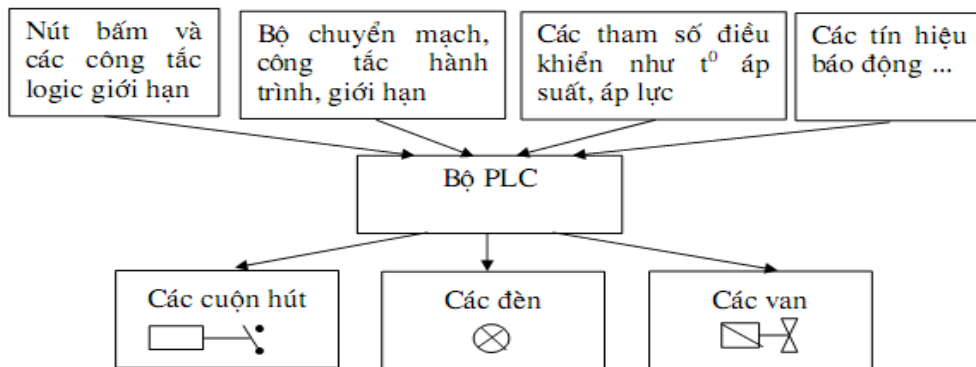 Nút bấm và
các công tắc
logic giới hạn
Bộ chuyển mạch,
công tắc hành
trình, giới hạn
Các tham số điều
khiển như t⁰ áp
suất, áp lực
Các tín hiệu
báo động ...
Bộ PLC
Các cuộn hút
Các đèn
Các van